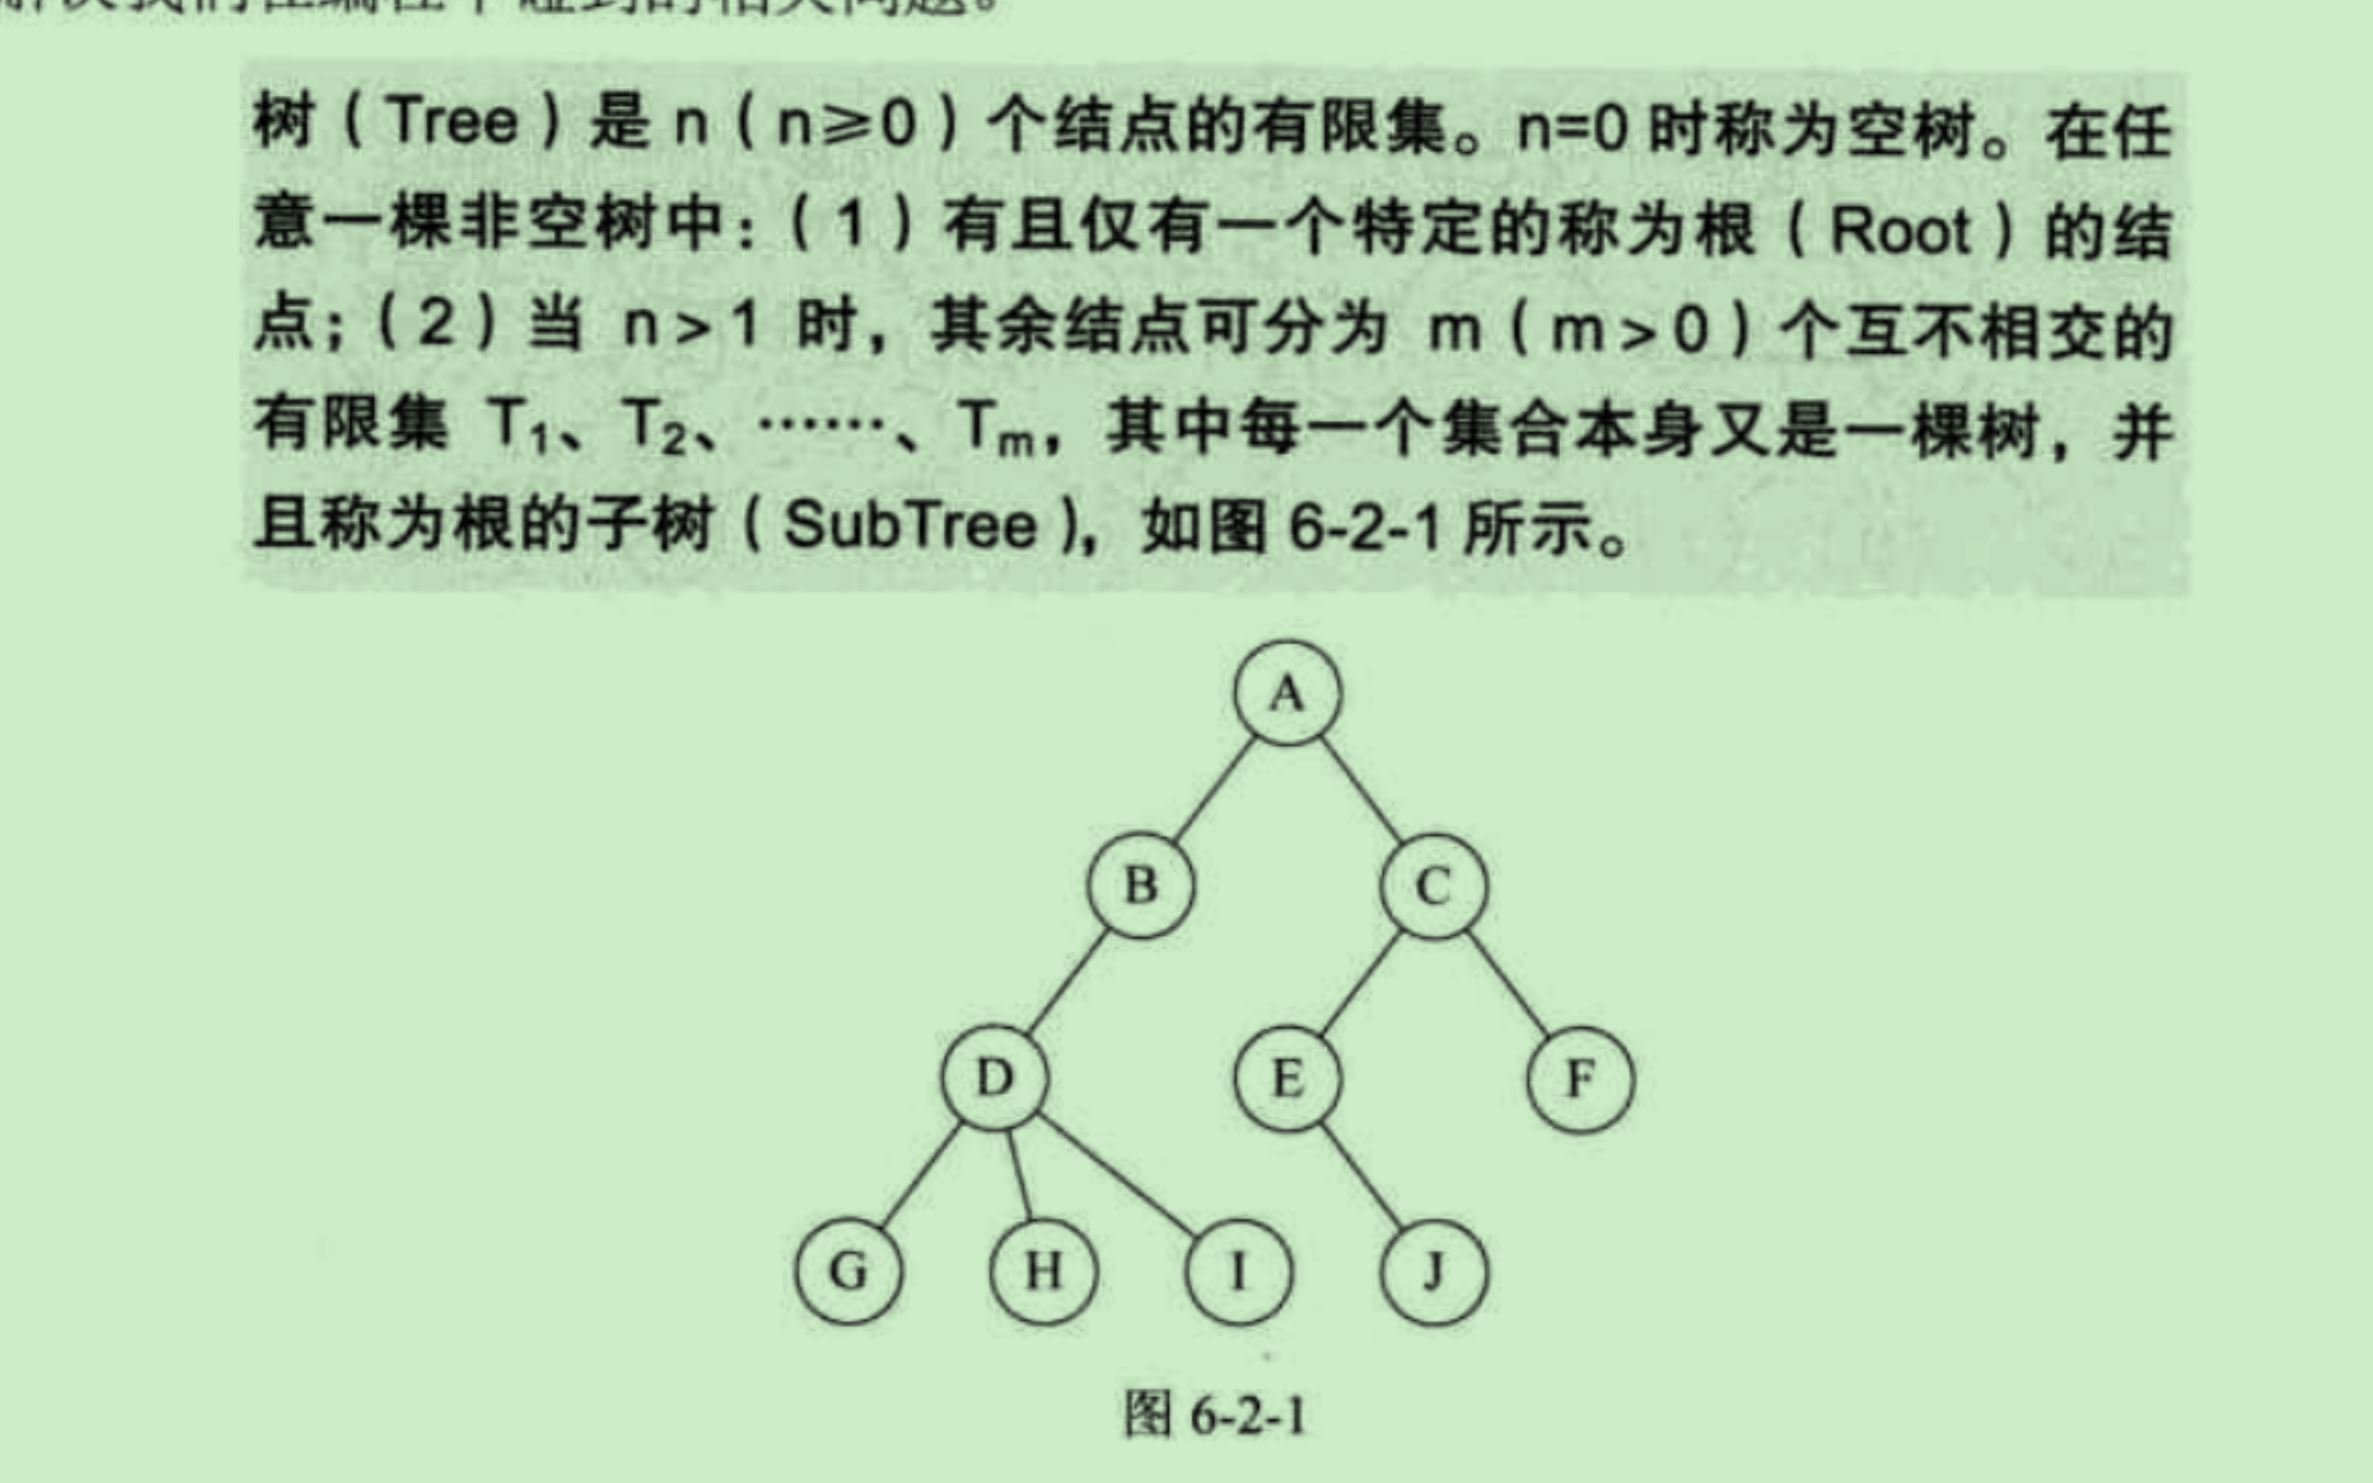 树（Tree）是 n（n≥0）个结点的有限集。n=0 时称为空树。在任
意一棵非空树中：（1）有且仅有一个特定的称为根（Root）的结
点；（2）当 n>1 时，其余结点可分为 m（m>0）个互不相交的
有限集 T₁、T₂、……、Tₘ，其中每一个集合本身又是一棵树，并
且称为根的子树（SubTree），如图 6-2-1 所示。
A
B
C
D
E
F
G
H
I
J
图 6-2-1